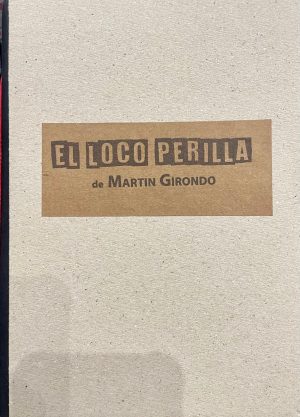 EL LOCO PERILLA
de MARTIN GIRONDO